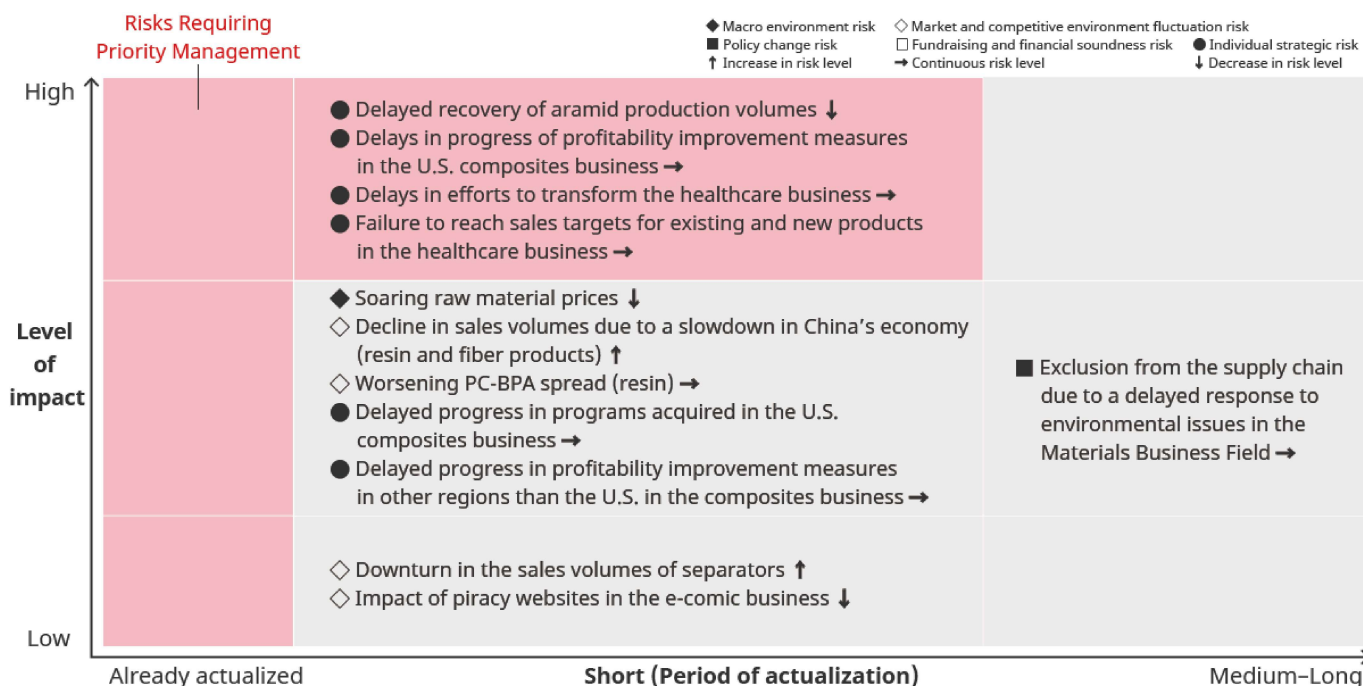 Risks Requiring
Priority Management
◆ Macro environment risk ◇ Market and competitive environment fluctuation risk
■ Policy change risk □ Fundraising and financial soundness risk ● Individual strategic risk
↑ Increase in risk level → Continuous risk level ↓ Decrease in risk level
High
● Delayed recovery of aramid production volumes ↓
● Delays in progress of profitability improvement measures
in the U.S. composites business →
● Delays in efforts to transform the healthcare business →
● Failure to reach sales targets for existing and new products
in the healthcare business →
Level
of
impact
◆ Soaring raw material prices ↓
◇ Decline in sales volumes due to a slowdown in China’s economy
(resin and fiber products) ↑
◇ Worsening PC-BPA spread (resin) →
● Delayed progress in programs acquired in the U.S.
composites business →
● Delayed progress in profitability improvement measures
in other regions than the U.S. in the composites business →
■ Exclusion from the supply chain
due to a delayed response to
environmental issues in the
Materials Business Field →
◇ Downturn in the sales volumes of separators ↑
◇ Impact of piracy websites in the e-comic business ↓
Low
Already actualized Short (Period of actualization) Medium–Long